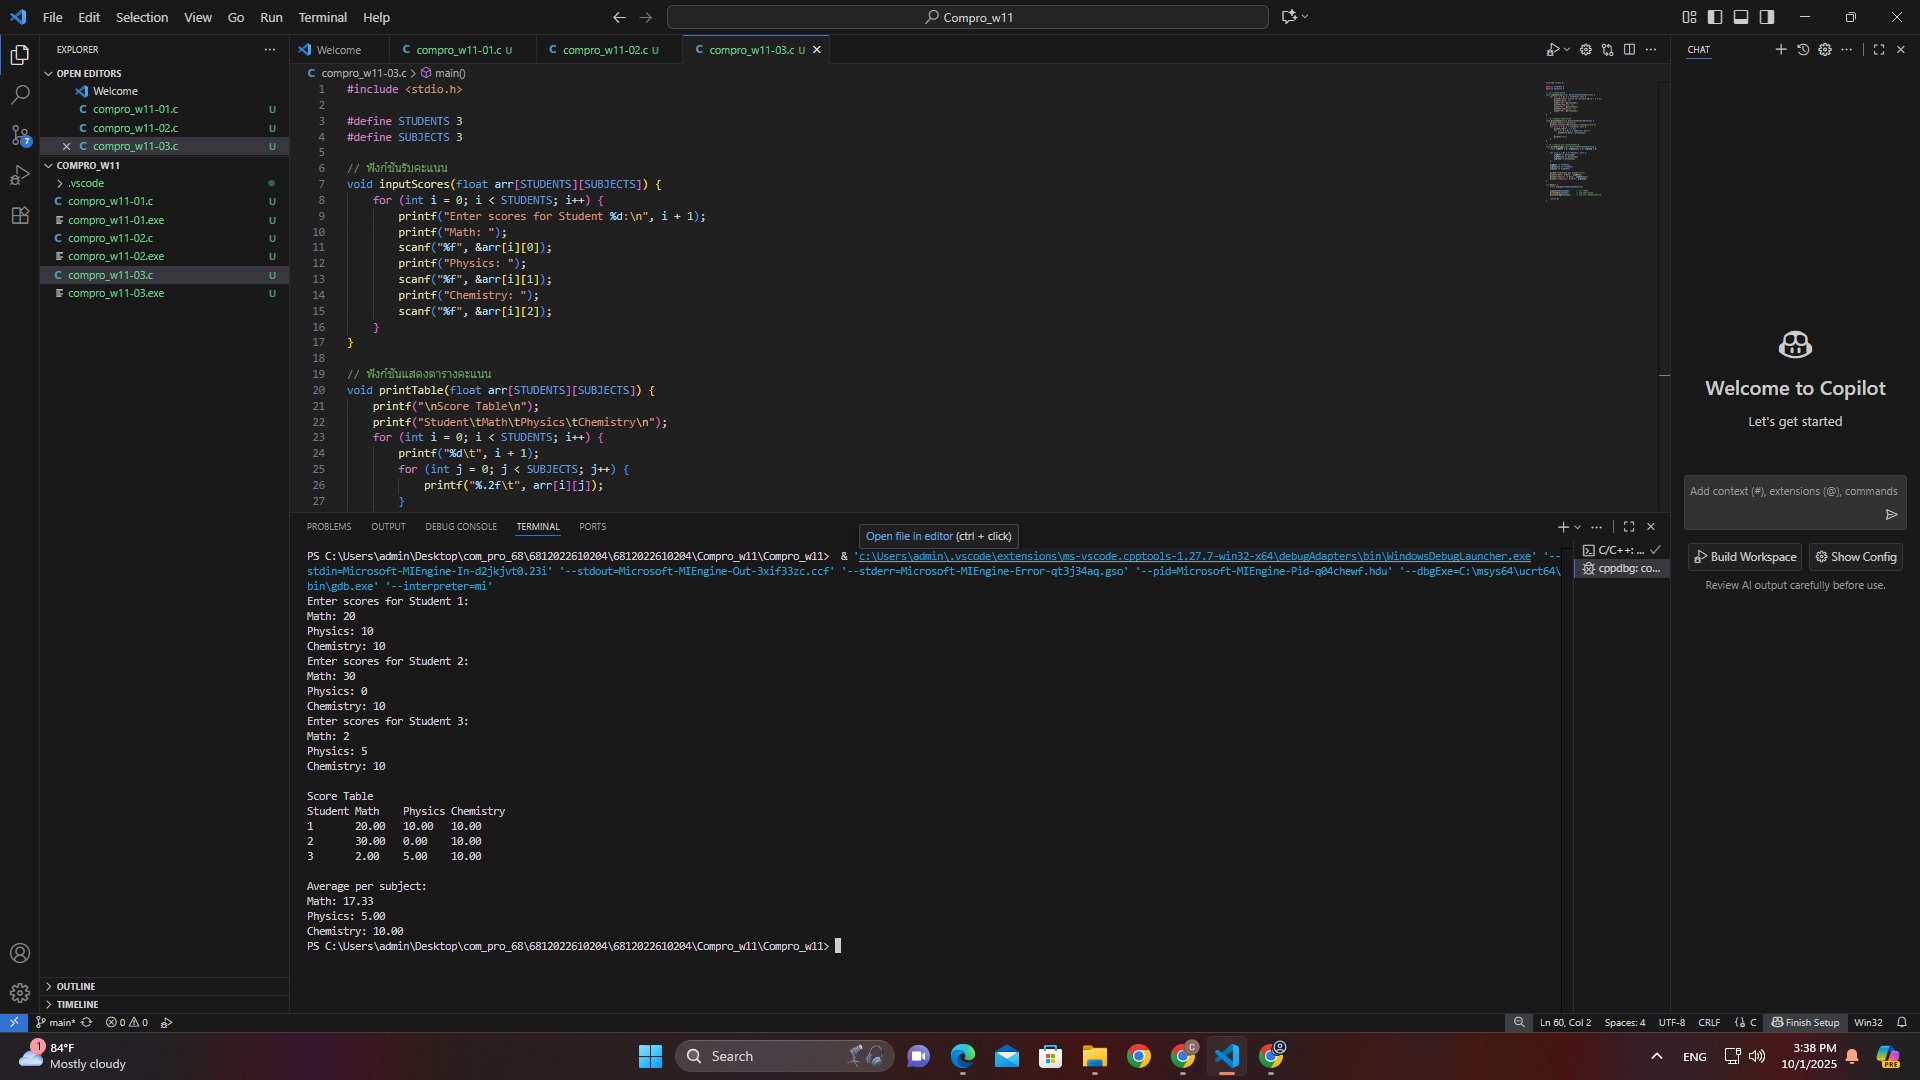 File Edit Selection View Go Run Terminal Help
Compro_w11
EXPLORER
OPEN EDITORS
Welcome
compro_w11-01.c U
compro_w11-02.c U
compro_w11-03.c U
COMPRO_W11
.vscode
compro_w11-01.c U
compro_w11-01.exe U
compro_w11-02.c U
compro_w11-02.exe U
compro_w11-03.c U
compro_w11-03.exe U
OUTLINE
TIMELINE
Welcome C compro_w11-01.c U C compro_w11-02.c U C compro_w11-03.c U
C compro_w11-03.c > main()
1 #include <stdio.h>
2
3 #define STUDENTS 3
4 #define SUBJECTS 3
5
6 // ฟังก์ชันรับคะแนน
7 void inputScores(float arr[STUDENTS][SUBJECTS]) {
8 for (int i = 0; i < STUDENTS; i++) {
9 printf("Enter scores for Student %d:\n", i + 1);
10 printf("Math: ");
11 scanf("%f", &arr[i][0]);
12 printf("Physics: ");
13 scanf("%f", &arr[i][1]);
14 printf("Chemistry: ");
15 scanf("%f", &arr[i][2]);
16 }
17 }
18
19 // ฟังก์ชันแสดงตารางคะแนน
20 void printTable(float arr[STUDENTS][SUBJECTS]) {
21 printf("\nScore Table\n");
22 printf("Student\tMath\tPhysics\tChemistry\n");
23 for (int i = 0; i < STUDENTS; i++) {
24 printf("%d\t", i + 1);
25 for (int j = 0; j < SUBJECTS; j++) {
26 printf("%.2f\t", arr[i][j]);
27 }
PROBLEMS OUTPUT DEBUG CONSOLE TERMINAL PORTS
Open file in editor (ctrl + click)
PS C:\Users\admin\Desktop\com_pro_68\6812022610204\6812022610204\Compro_w11\Compro_w11> & 'c:\Users\admin\.vscode\extensions\ms-vscode.cpptools-1.27.7-win32-x64\debugAdapters\bin\WindowsDebugLauncher.exe' '--
stdin=Microsoft-MIEngine-In-d2jkjvt0.23i' '--stdout=Microsoft-MIEngine-Out-3xif33zc.ccf' '--stderr=Microsoft-MIEngine-Error-qt3j34aq.gso' '--pid=Microsoft-MIEngine-Pid-q04chewf.hdu' '--dbgExe=C:\msys64\ucrt64\
bin\gdb.exe' '--interpreter=mi'
Enter scores for Student 1:
Math: 20
Physics: 10
Chemistry: 10
Enter scores for Student 2:
Math: 30
Physics: 0
Chemistry: 10
Enter scores for Student 3:
Math: 2
Physics: 5
Chemistry: 10
Score Table
Student Math Physics Chemistry
1 20.00 10.00 10.00
2 30.00 0.00 10.00
3 2.00 5.00 10.00
Average per subject:
Math: 17.33
Physics: 5.00
Chemistry: 10.00
PS C:\Users\admin\Desktop\com_pro_68\6812022610204\6812022610204\Compro_w11\Compro_w11>
C/C++: ...
cppdbg: co...
CHAT
Welcome to Copilot
Let's get started
Add context (#), extensions (@), commands
Build Workspace Show Config
Review AI output carefully before use.
main* 0 0
Ln 60, Col 2 Spaces: 4 UTF-8 CRLF {} C Finish Setup Win32
1 84°F
Mostly cloudy
Search
ENG
3:38 PM
10/1/2025